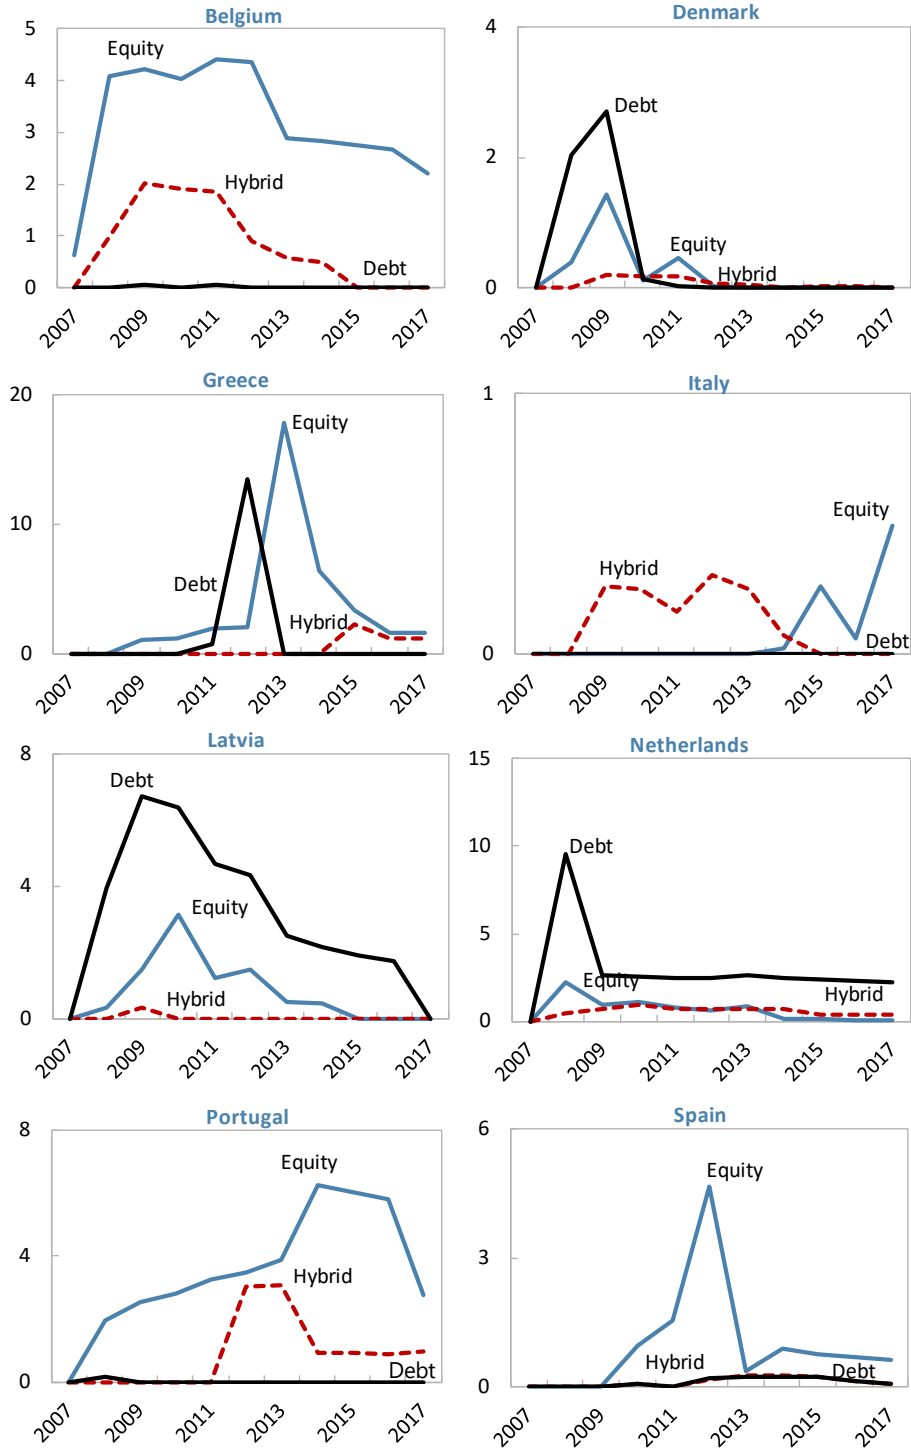 Belgium
5
4
3
2
1
0
Equity
Hybrid
Debt
2007
2009
2011
2013
2015
2017
Denmark
4
2
0
Debt
Equity
Hybrid
2007
2009
2011
2013
2015
2017
Greece
20
10
0
Equity
Debt
Hybrid
2007
2009
2011
2013
2015
2017
Italy
1
0
Equity
Hybrid
Debt
2007
2009
2011
2013
2015
2017
Latvia
8
4
0
Debt
Equity
Hybrid
2007
2009
2011
2013
2015
2017
Netherlands
15
10
5
0
Debt
Equity
Hybrid
2007
2009
2011
2013
2015
2017
Portugal
8
4
0
Equity
Hybrid
Debt
2007
2009
2011
2013
2015
2017
Spain
6
3
0
Equity
Hybrid
Debt
2007
2009
2011
2013
2015
2017